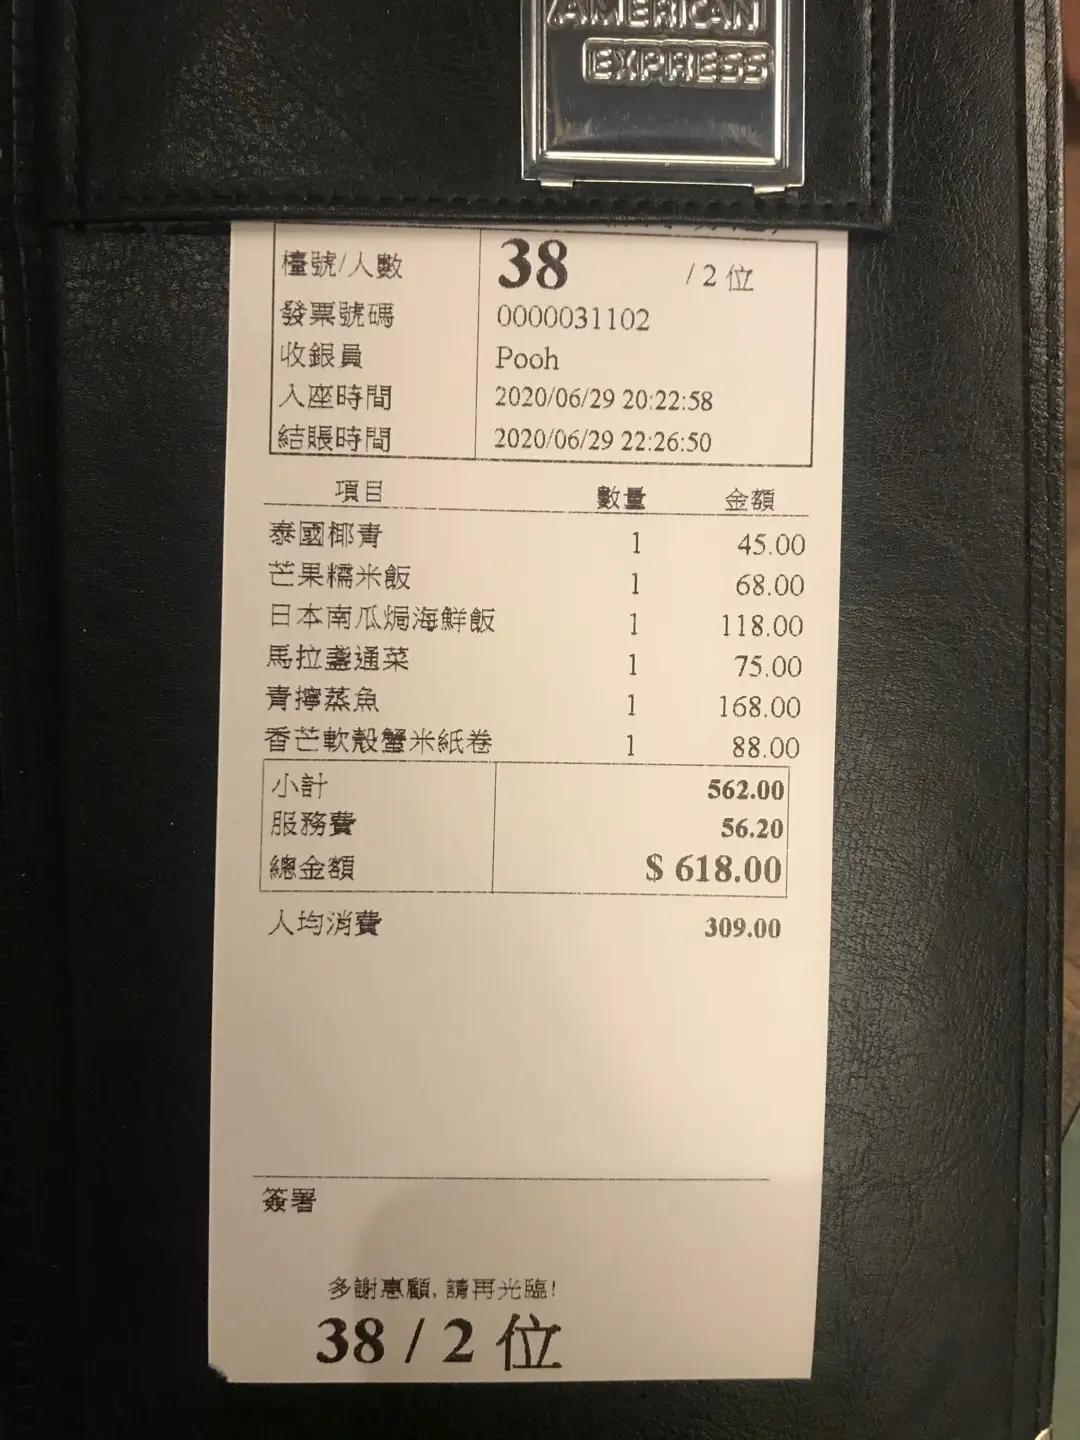 AMERICAN
EXPRESS
檯號/人數 38 / 2 位
發票號碼 0000031102
收銀員 Pooh
入座時間 2020/06/29 20:22:58
結賬時間 2020/06/29 22:26:50
項目 數量 金額
泰國椰青 1 45.00
芒果糯米飯 1 68.00
日本南瓜焗海鮮飯 1 118.00
馬拉盞通菜 1 75.00
青檸蒸魚 1 168.00
香芒軟殼蟹米紙卷 1 88.00
小計 562.00
服務費 56.20
總金額 $ 618.00
人均消費 309.00
簽署
多謝惠顧, 請再光臨!
38 / 2 位